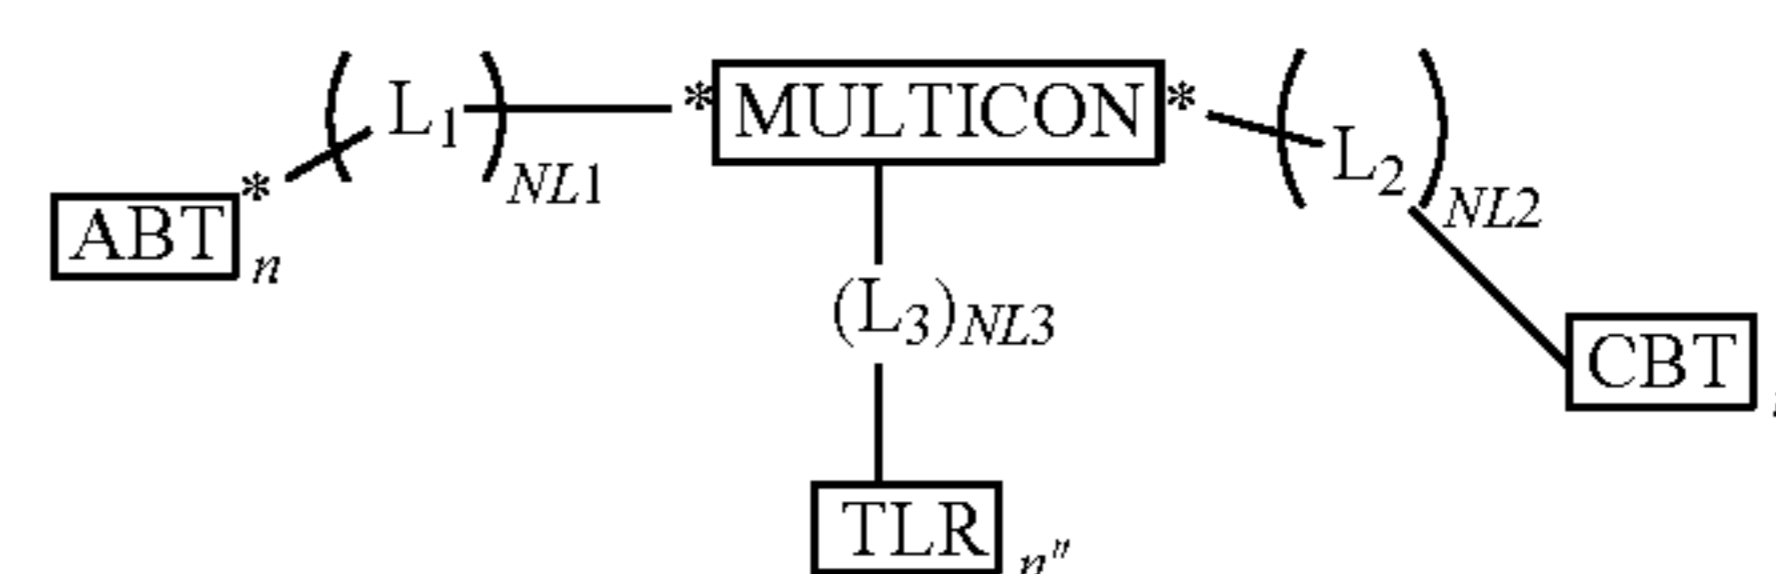 (L1)NL1 * MULTICON * (L2)NL2
ABT * n
(L3)NL3
CBT
TLR n″